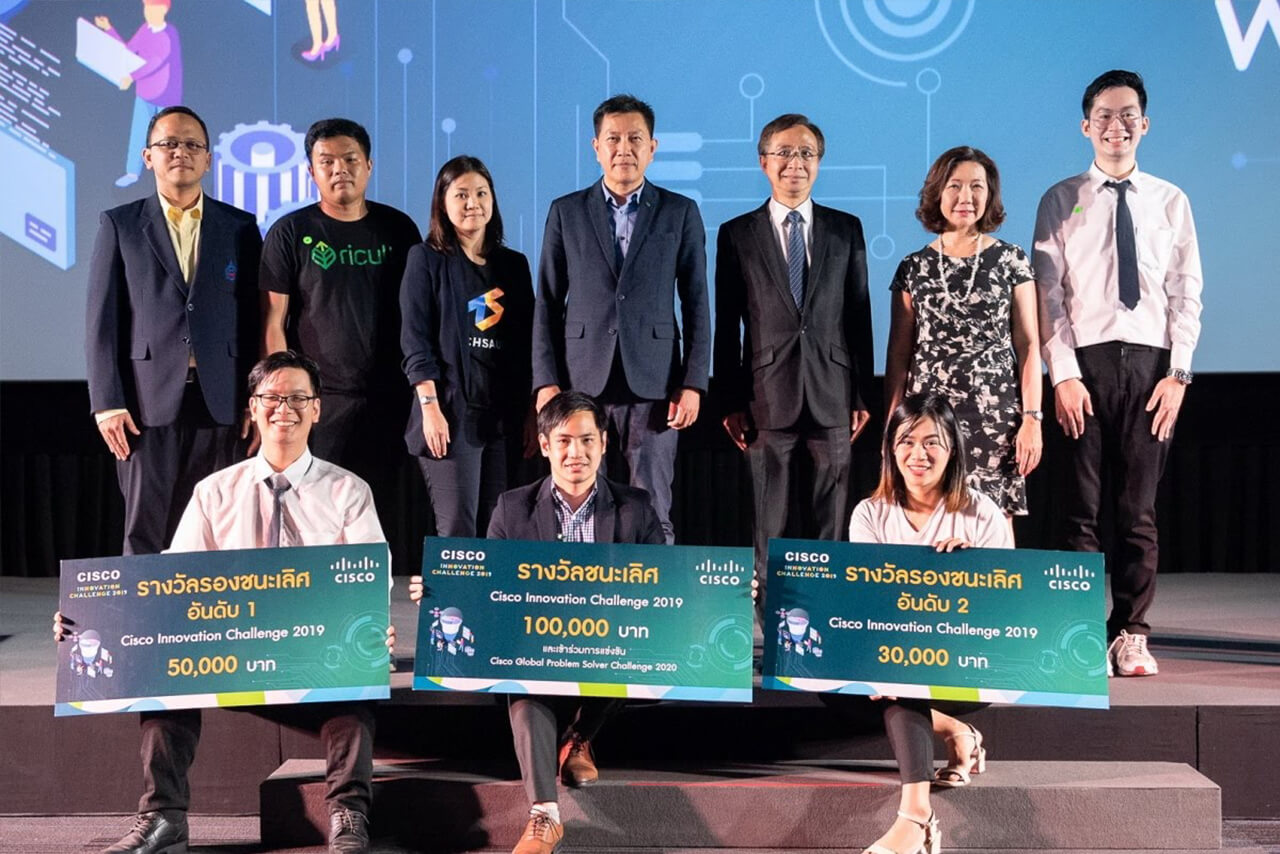 W
ricul
CHSAU
CISCO
INNOVATION
CHALLENGE 2019
รางวัลรองชนะเลิศ
อันดับ 1
Cisco Innovation Challenge 2019
50,000 บาท
CISCO
CISCO
INNOVATION
CHALLENGE 2019
รางวัลชนะเลิศ
Cisco Innovation Challenge 2019
100,000 บาท
และเข้าร่วมการแข่งขัน
Cisco Global Problem Solver Challenge 2020
CISCO
CISCO
INNOVATION
CHALLENGE 2019
รางวัลรองชนะเลิศ
อันดับ 2
Cisco Innovation Challenge 2019
30,000 บาท
CISCO